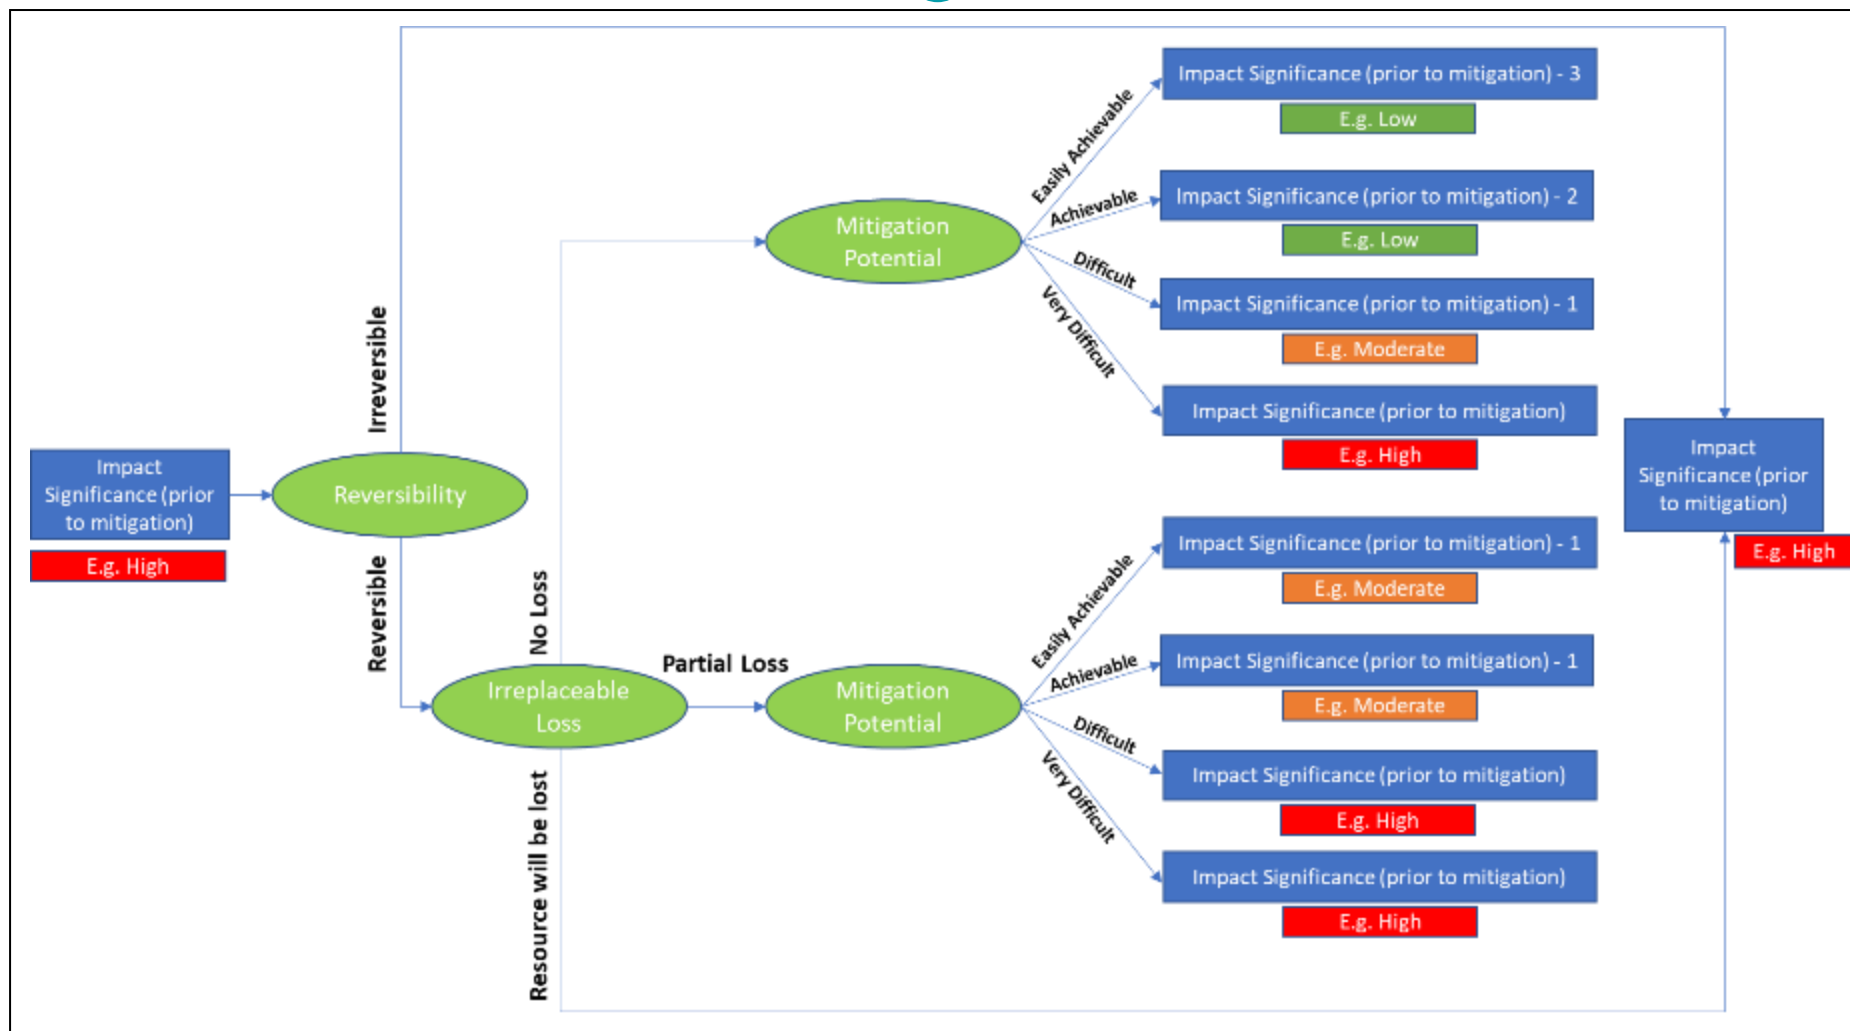 Impact Significance (prior to mitigation) - 3
E.g. Low
Easily Achievable
Impact Significance (prior to mitigation) - 2
Achievable
E.g. Low
Mitigation
Potential
Difficult
Impact Significance (prior to mitigation) - 1
E.g. Moderate
Very Difficult
Impact Significance (prior to mitigation)
E.g. High
Irreversible
Impact
Significance (prior
to mitigation)
E.g. High
Reversibility
Impact
Significance (prior
to mitigation)
E.g. High
Reversible
No Loss
Irreplaceable
Loss
Partial Loss
Mitigation
Potential
Easily Achievable
Impact Significance (prior to mitigation) - 1
E.g. Moderate
Achievable
Impact Significance (prior to mitigation) - 1
E.g. Moderate
Difficult
Impact Significance (prior to mitigation)
E.g. High
Very Difficult
Impact Significance (prior to mitigation)
E.g. High
Resource will be lost